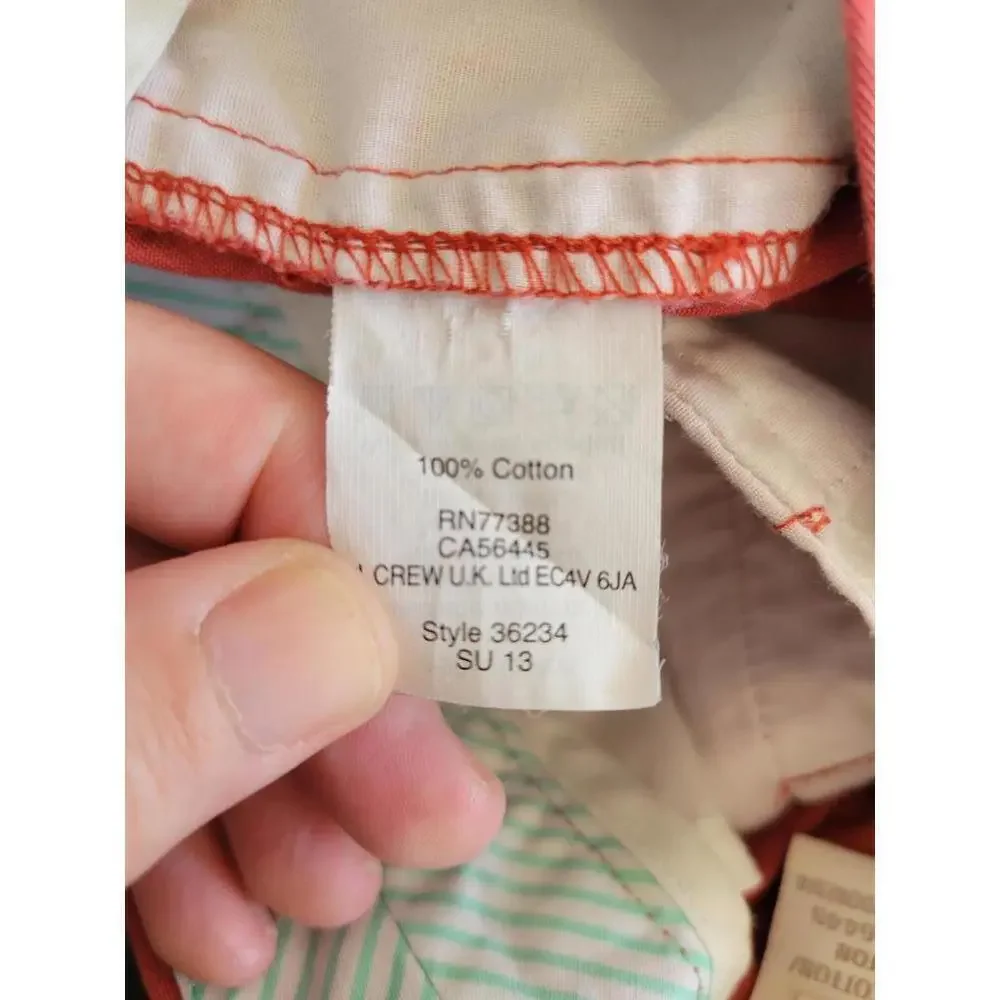 100% Cotton
RN77388
CA56445
CREW U.K. Ltd EC4V 6JA
Style 36234
SU 13